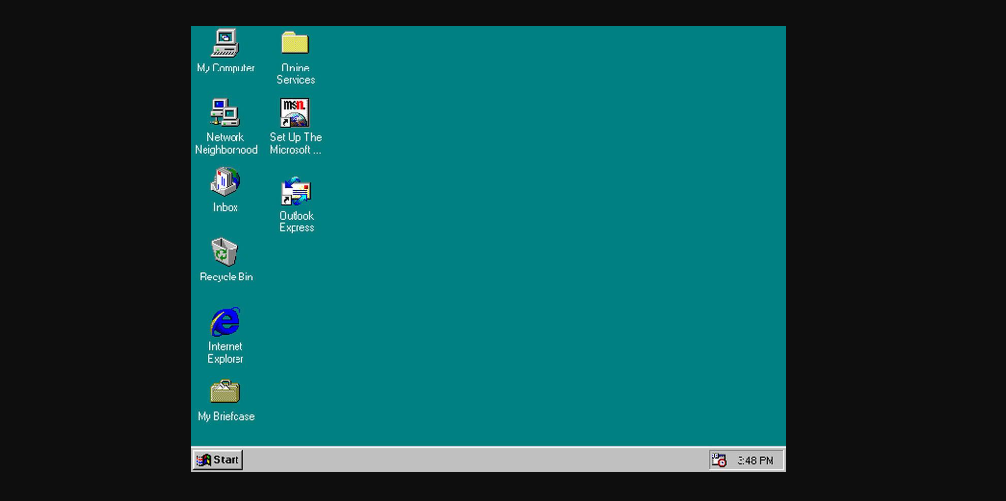 My Computer
Online
Services
Network
Neighborhood
msn.
Set Up The
Microsoft ...
Inbox
Outlook
Express
Recycle Bin
Internet
Explorer
My Briefcase
Start
3:48 PM